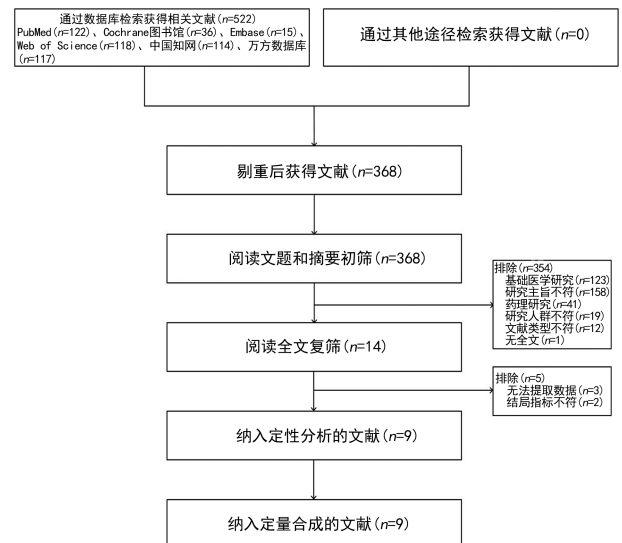 通过数据库检索获得相关文献(n=522)
PubMed(n=122)、Cochrane图书馆(n=36)、Embase(n=15)、
Web of Science(n=118)、中国知网(n=114)、万方数据库
(n=117)
通过其他途径检索获得文献(n=0)
剔重后获得文献(n=368)
阅读文题和摘要初筛(n=368)
排除(n=354)
基础医学研究(n=123)
研究主旨不符(n=158)
药理研究(n=41)
研究人群不符(n=19)
文献类型不符(n=12)
无全文(n=1)
阅读全文复筛(n=14)
排除(n=5)
无法提取数据(n=3)
结局指标不符(n=2)
纳入定性分析的文献(n=9)
纳入定量合成的文献(n=9)